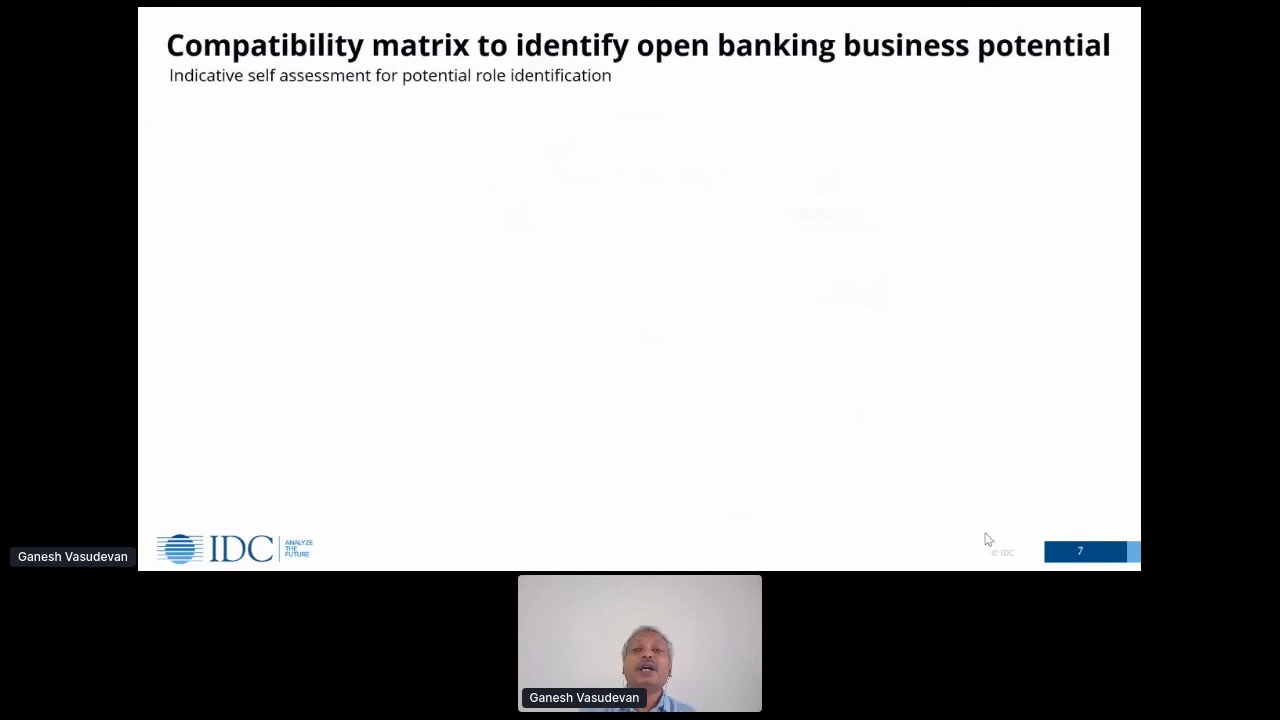 Compatibility matrix to identify open banking business potential
Indicative self assessment for potential role identification
IDC
ANALYZE
THE
FUTURE
© IDC
7
Ganesh Vasudevan
Ganesh Vasudevan